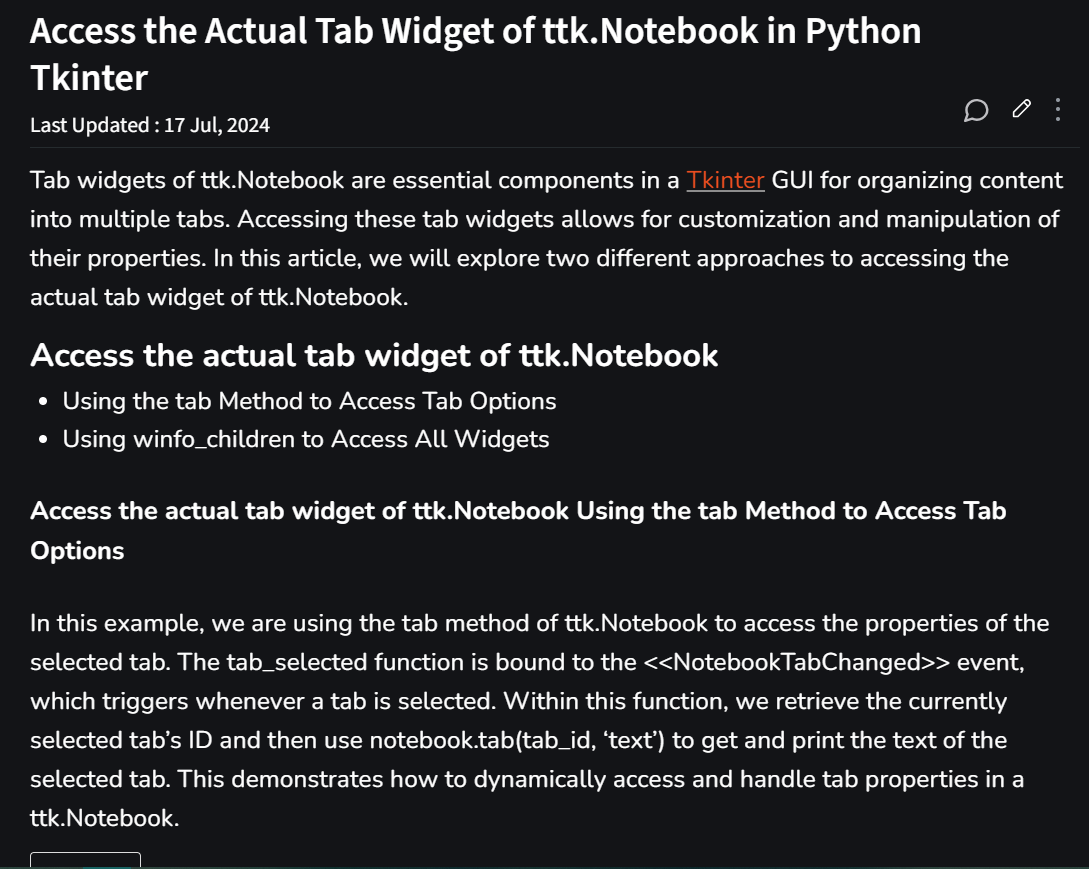 Access the Actual Tab Widget of ttk.Notebook in Python
Tkinter
Last Updated : 17 Jul, 2024
Tab widgets of ttk.Notebook are essential components in a Tkinter GUI for organizing content
into multiple tabs. Accessing these tab widgets allows for customization and manipulation of
their properties. In this article, we will explore two different approaches to accessing the
actual tab widget of ttk.Notebook.
Access the actual tab widget of ttk.Notebook
• Using the tab Method to Access Tab Options
• Using winfo_children to Access All Widgets
Access the actual tab widget of ttk.Notebook Using the tab Method to Access Tab
Options
In this example, we are using the tab method of ttk.Notebook to access the properties of the
selected tab. The tab_selected function is bound to the <<NotebookTabChanged>> event,
which triggers whenever a tab is selected. Within this function, we retrieve the currently
selected tab’s ID and then use notebook.tab(tab_id, ‘text’) to get and print the text of the
selected tab. This demonstrates how to dynamically access and handle tab properties in a
ttk.Notebook.